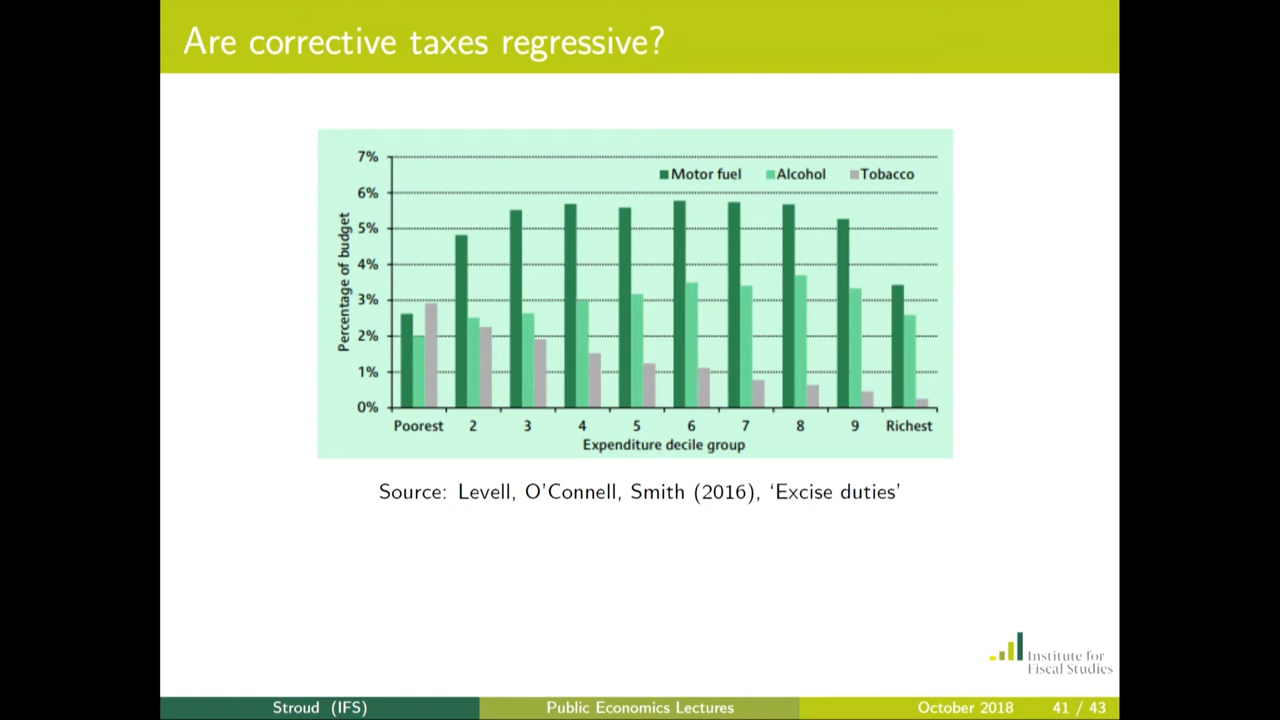 Are corrective taxes regressive?
7%
6%
5%
4%
3%
2%
1%
0%
Percentage of budget
Motor fuel Alcohol Tobacco
Poorest 2 3 4 5 6 7 8 9 Richest
Expenditure decile group
Source: Levell, O'Connell, Smith (2016), ‘Excise duties’
Institute for
Fiscal Studies
Stroud (IFS) Public Economics Lectures October 2018 41 / 43